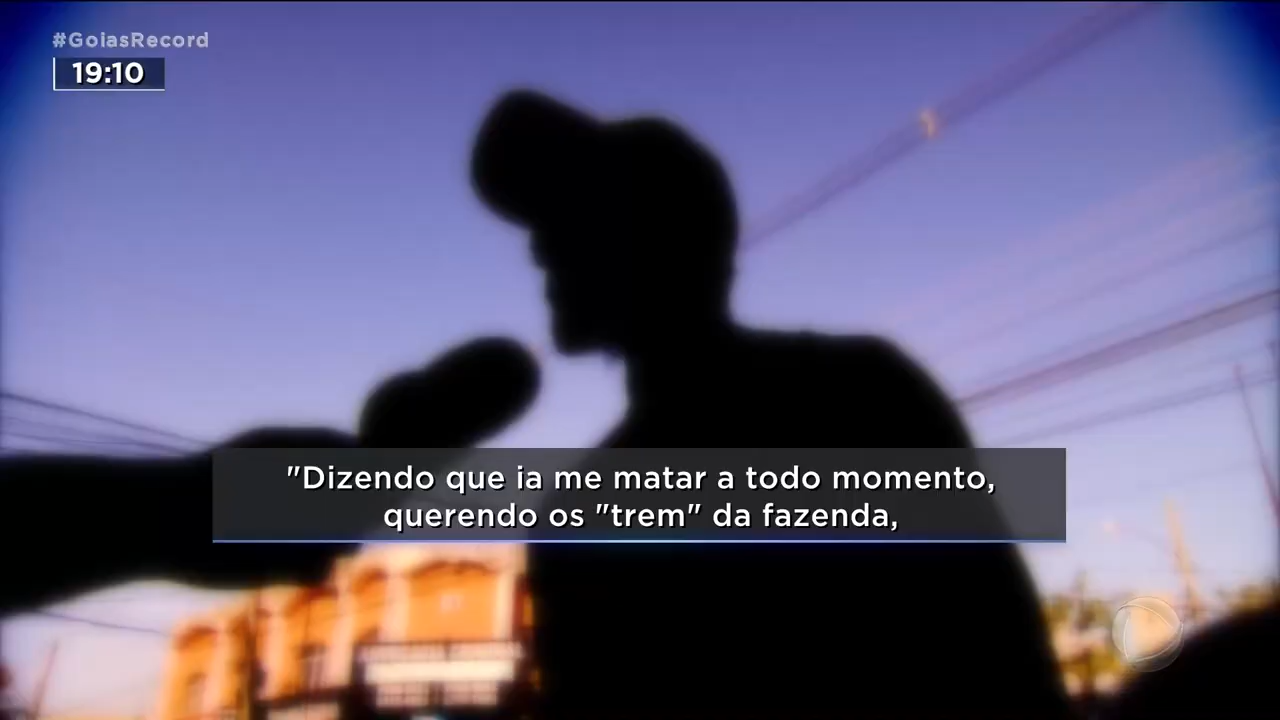 #GoiasRecord
19:10
"Dizendo que ia me matar a todo momento,
querendo os "trem" da fazenda,